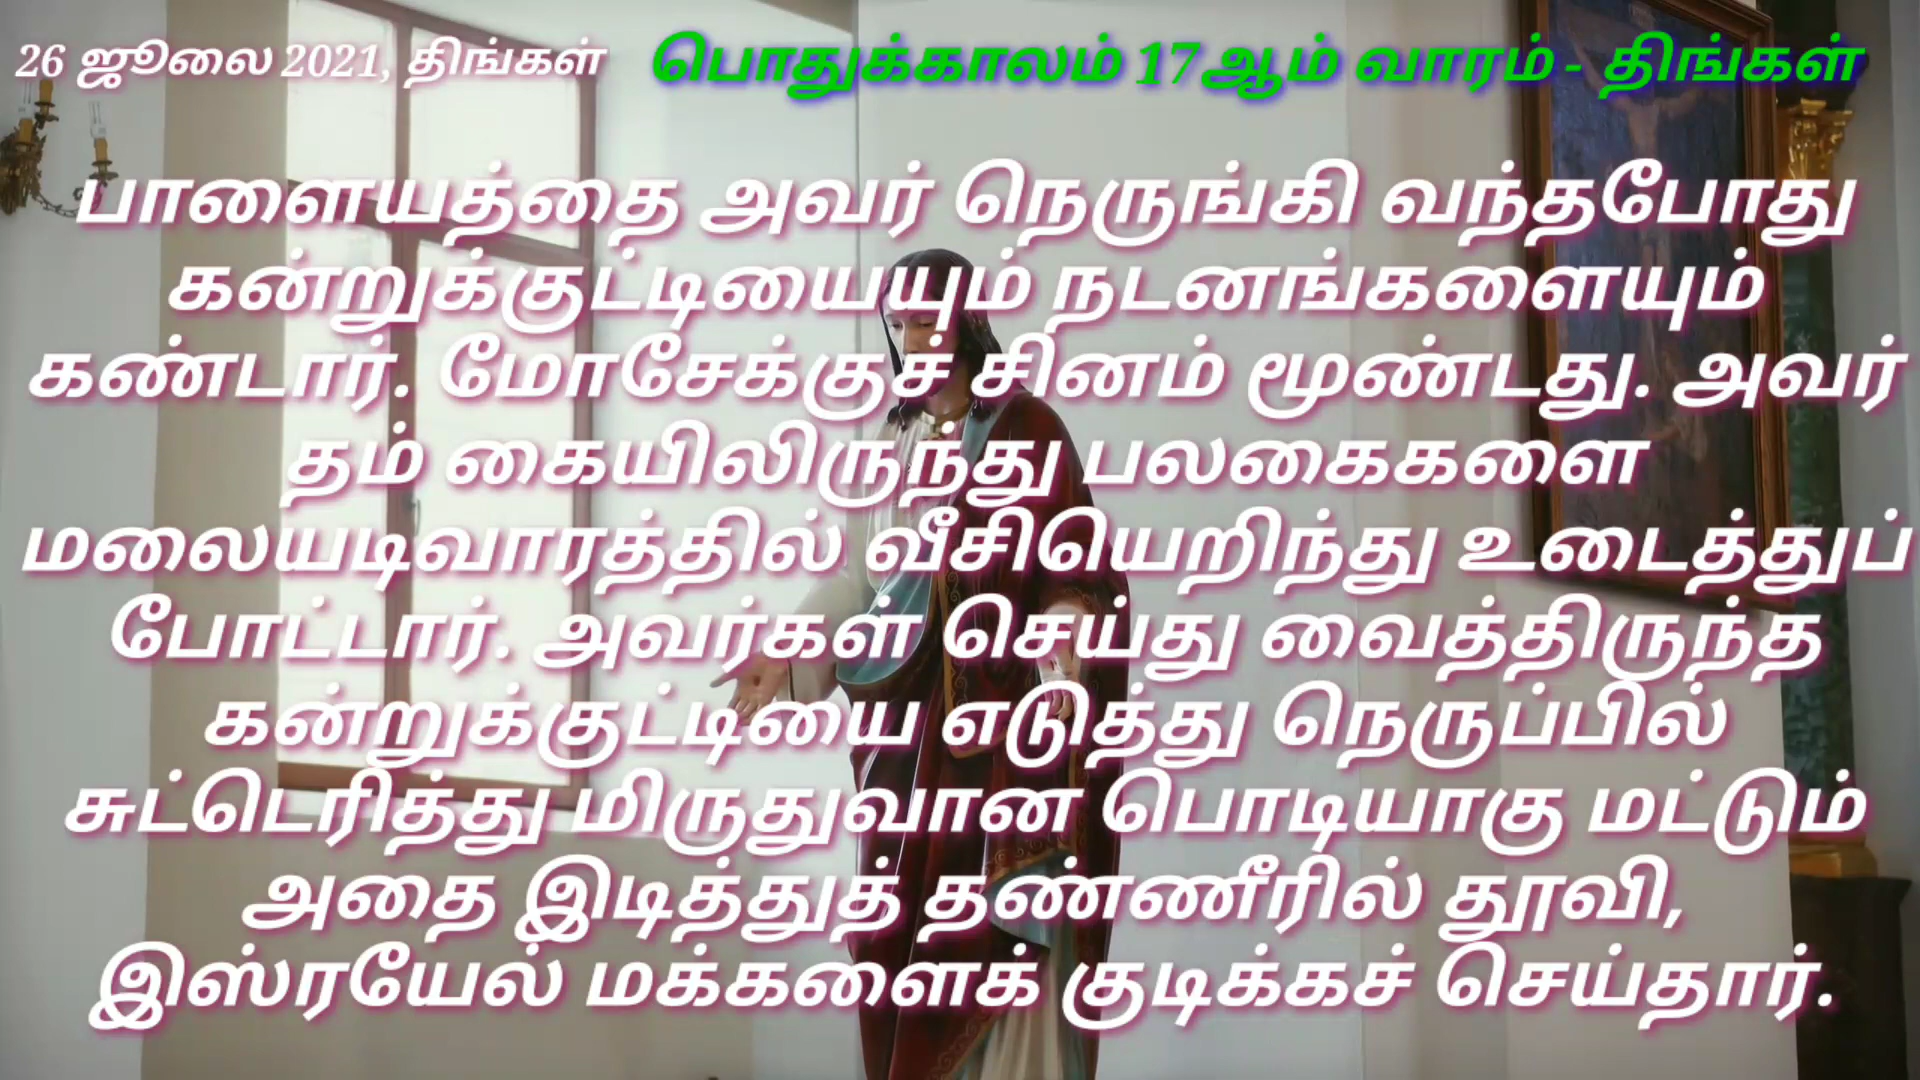 26 ஜூலை 2021, திங்கள்
பொதுக்காலம் 17ஆம் வாரம் - திங்கள்
பாளையத்தை அவர் நெருங்கி வந்தபோது
கன்றுக்குட்டியையும் நடனங்களையும்
கண்டார். மோசேக்குச் சினம் மூண்டது. அவர்
தம் கையிலிருந்து பலகைகளை
மலையடிவாரத்தில் வீசியெறிந்து உடைத்துப்
போட்டார். அவர்கள் செய்து வைத்திருந்த
கன்றுக்குட்டியை எடுத்து நெருப்பில்
சுட்டெரித்து மிருதுவான பொடியாகு மட்டும்
அதை இடித்துத் தண்ணீரில் தூவி,
இஸ்ரயேல் மக்களைக் குடிக்கச் செய்தார்.